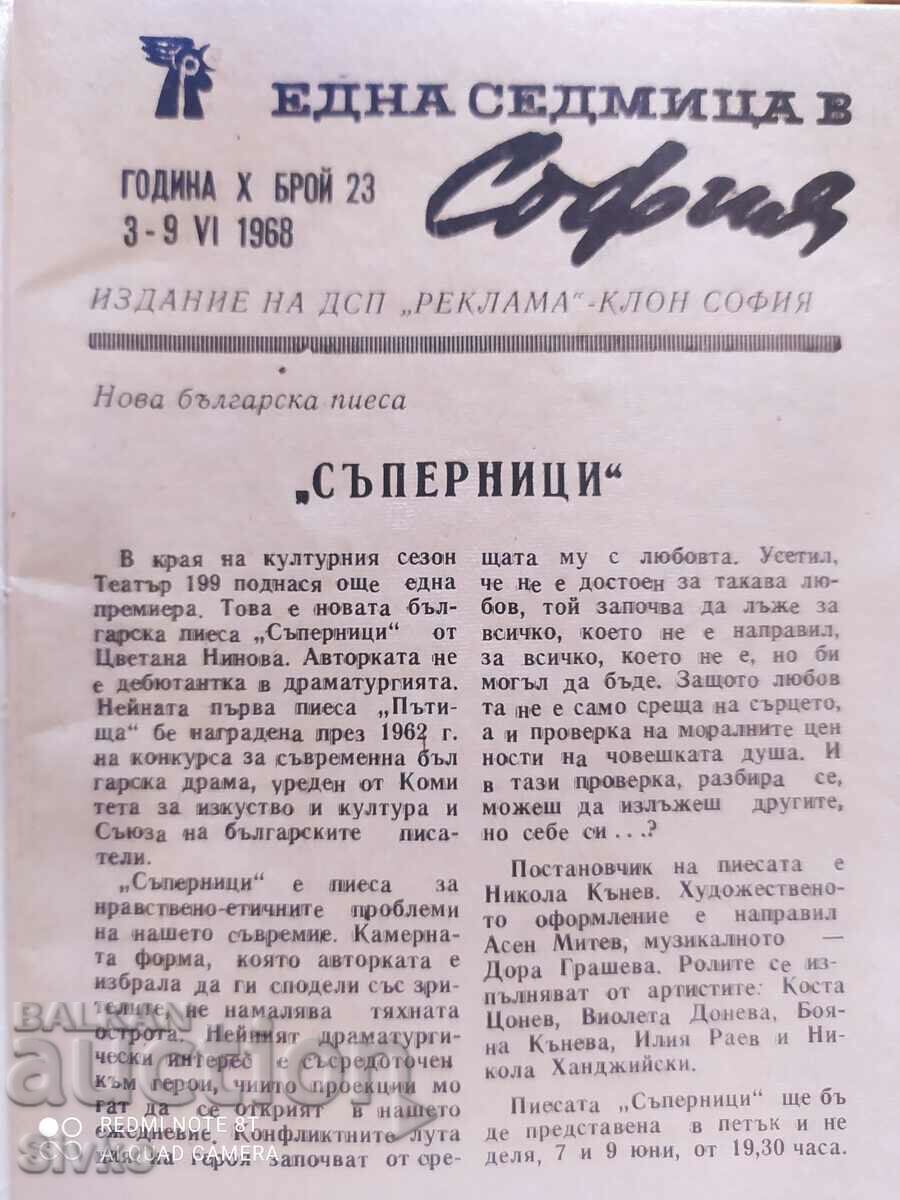 ЕДНА СЕДМИЦА В
София
ГОДИНА X БРОЙ 23
3-9 VI 1968
ИЗДАНИЕ НА ДСП „РЕКЛАМА“-КЛОН СОФИЯ
Нова българска пиеса
„СЪПЕРНИЦИ“
В края на културния сезон
Театър 199 поднася още една
премиера. Това е новата бъл-
гарска пиеса „Съперници“ от
Цветана Нинова. Авторката не
е дебютантка в драматургията.
Нейната първа пиеса „Пъти-
ща“ бе наградена през 1962 г.
на конкурса за съвременна бъл
гарска драма, уреден от Коми
тета за изкуство и култура и
Съюза на българските писа-
тели.
„Съперници“ е пиеса за
нравствено-етичните проблеми
на нашето съвремие. Камерна-
та форма, която авторката е
избрала да ги сподели със зри-
телите, не намалява тяхната
острота. Нейният драматурги-
чески интерес е съсредоточен
към герои, чиито проекции мо
гат да се открият в нашето
ежедневие. Конфликтните лута
ния на героя започват от сре-
щата му с любовта. Усетил,
че не е достоен за такава лю-
бов, той започва да лъже за
всичко, което не е направил,
за всичко, което не е, но би
могъл да бъде. Защото любов
та не е само среща на сърцето,
а и проверка на моралните цен
ности на човешката душа. И
в тази проверка, разбира се,
можеш да излъжеш другите,
но себе си . . .?
Постановчик на пиесата е
Никола Кънев. Художествено-
то оформление е направил
Асен Митев, музикалното —
Дора Грашева. Ролите се из-
пълняват от артистите: Коста
Цонев, Виолета Донева, Боя-
на Кънева, Илия Раев и Ни-
кола Ханджийски.
Пиесата „Съперници“ ще бъ
де представена в петък и не
деля, 7 и 9 юни, от 19,30 часа.
BALKAN
auction
REDMI NOTE 8T
AI QUAD CAMERA
sivko